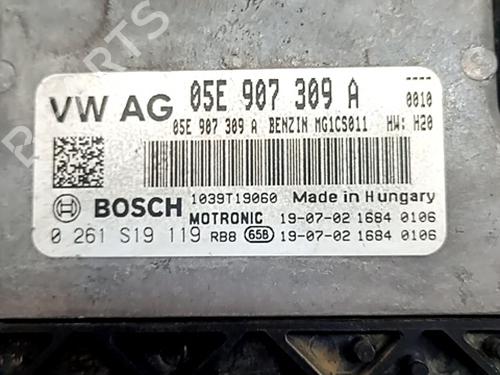 VW AG 05E 907 309 A
0010
05E 907 309 A BENZIN MG1CS011 HW: H20
1039T19060 Made in Hungary
BOSCH MOTRONIC 19-07-02 1684 0106
0 261 S19 119 RB8 65B 19-07-02 1684 0106